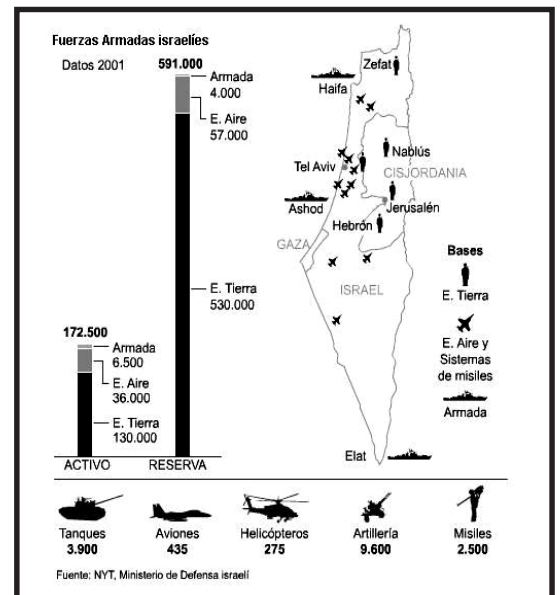 Fuerzas Armadas israelíes
Datos 2001
591.000
Armada
4.000
E. Aire
57.000
E. Tierra
530.000
172.500
Armada
6.500
E. Aire
36.000
E. Tierra
130.000
ACTIVO
RESERVA
Zefat
Haifa
Nablús
Tel Aviv
CISJORDANIA
Ashod
Jerusalén
Hebrón
GAZA
ISRAEL
Elat
Bases
E. Tierra
E. Aire y
Sistemas
de misiles
Armada
Tanques
3.900
Aviones
435
Helicópteros
275
Artillería
9.600
Misiles
2.500
Fuente: NYT, Ministerio de Defensa israelí